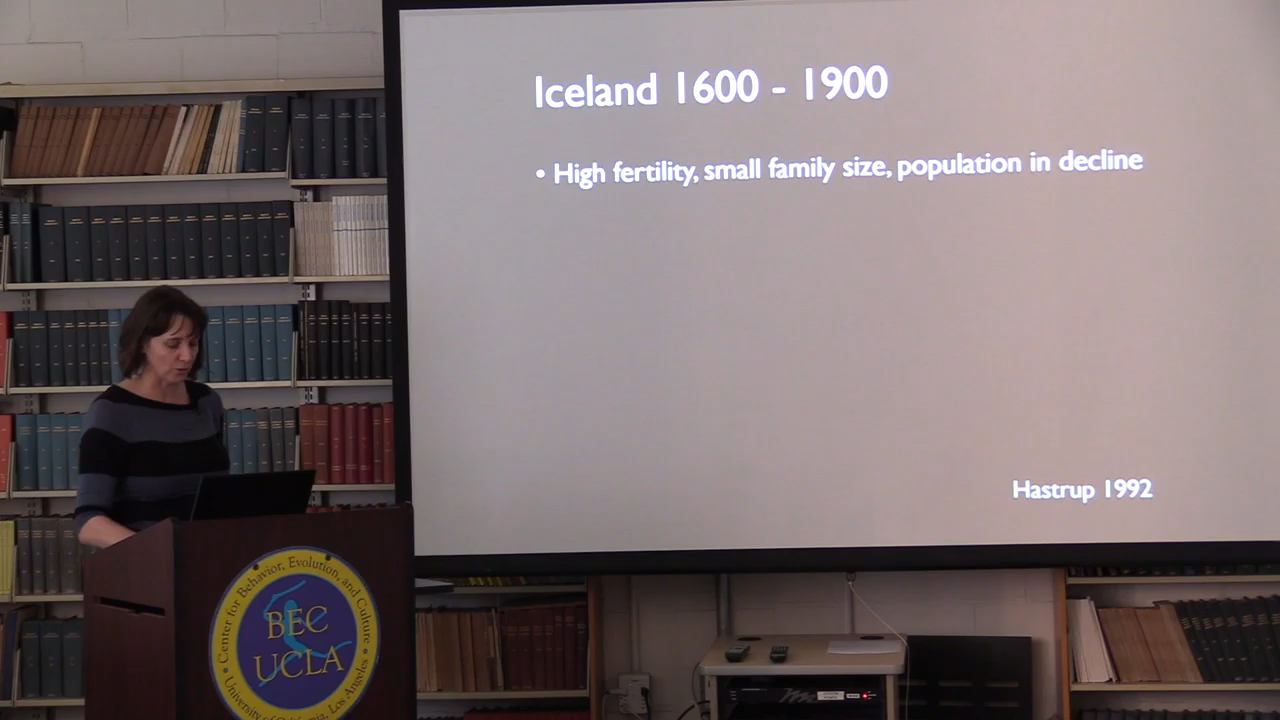 Iceland 1600 - 1900
• High fertility, small family size, population in decline
Hastrup 1992
Center for Behavior, Evolution, and Culture
BEC
UCLA
University of California, Los Angeles